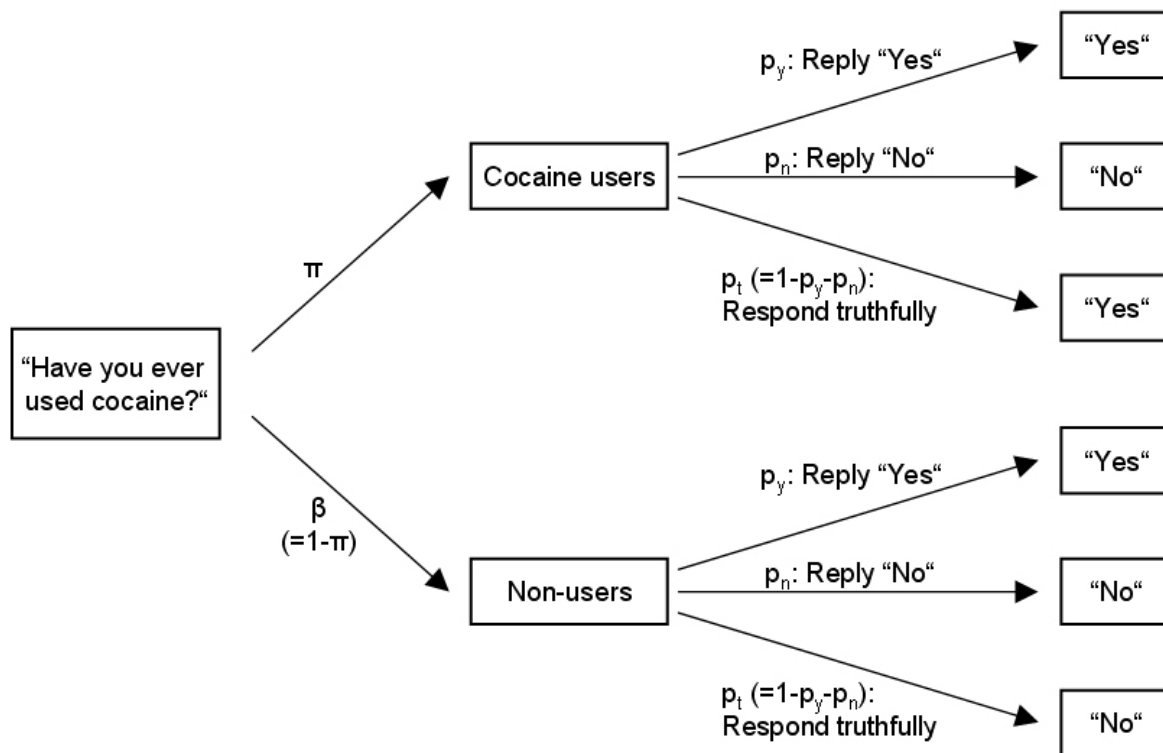 “Have you ever
used cocaine?“
π
β
(=1-π)
Cocaine users
p_y: Reply “Yes“
“Yes“
p_n: Reply “No“
“No“
p_t (=1-p_y-p_n):
Respond truthfully
“Yes“
Non-users
p_y: Reply “Yes“
“Yes“
p_n: Reply “No“
“No“
p_t (=1-p_y-p_n):
Respond truthfully
“No“